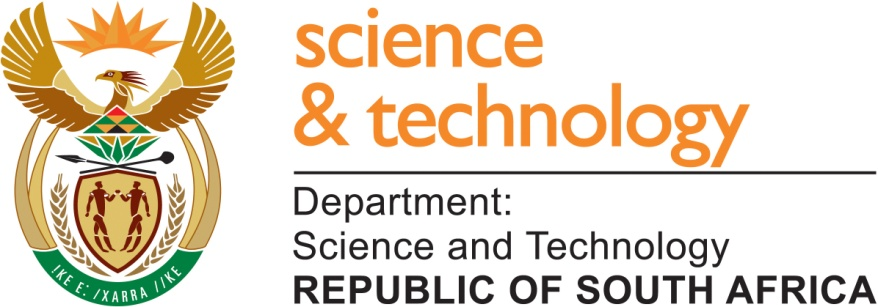 science
& technology
Department:
Science and Technology
REPUBLIC OF SOUTH AFRICA
!KE E: /XARRA //KE